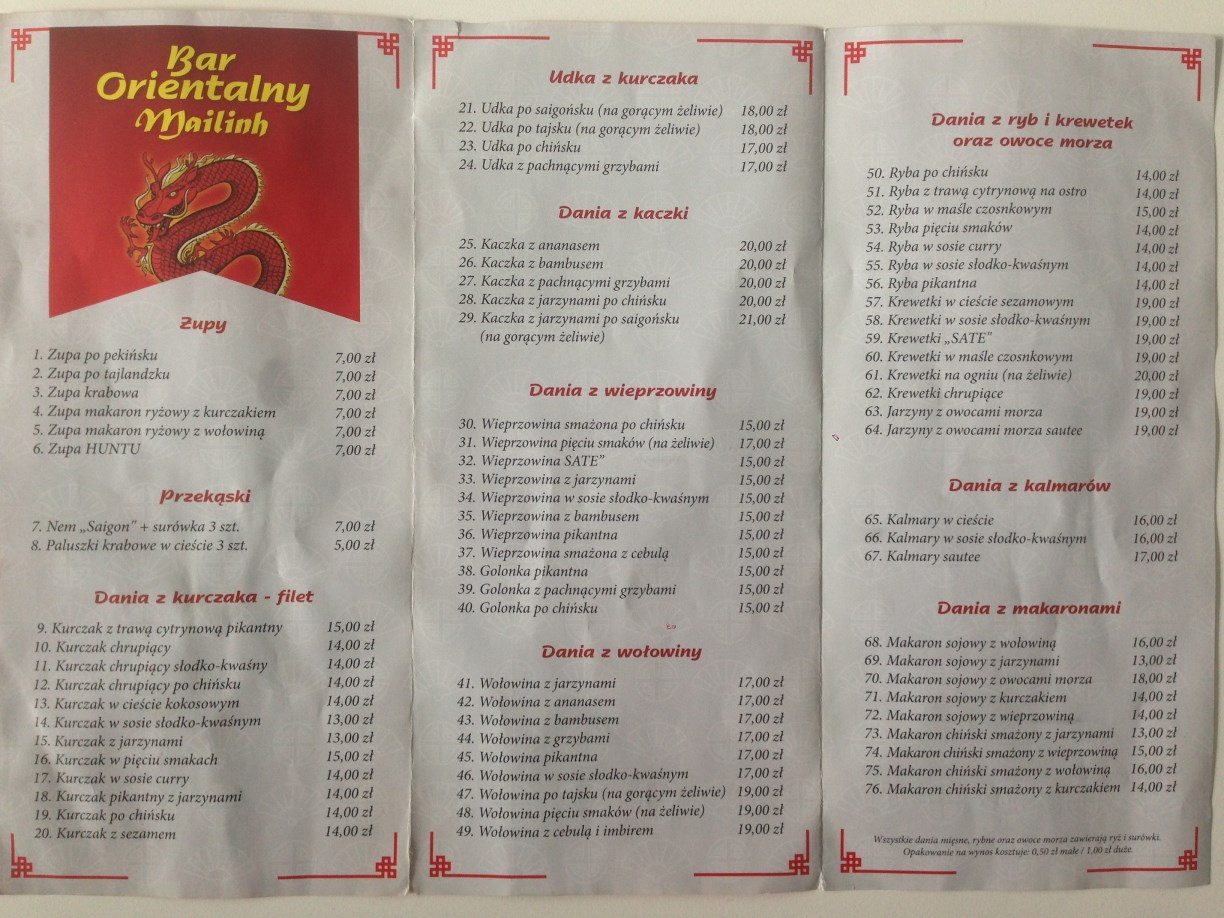 Bar
Orientalny
Mailinh
Zupy
1. Zupa po pekińsku 7,00 zł
2. Zupa po tajlandzku 7,00 zł
3. Zupa krabowa 7,00 zł
4. Zupa makaron ryżowy z kurczakiem 7,00 zł
5. Zupa makaron ryżowy z wołowiną 7,00 zł
6. Zupa HUNTU 7,00 zł
Przekąski
7. Nem „Saigon" + surówka 3 szt. 7,00 zł
8. Paluszki krabowe w cieście 3 szt. 5,00 zł
Dania z kurczaka - filet
9. Kurczak z trawą cytrynową pikantny 15,00 zł
10. Kurczak chrupiący 14,00 zł
11. Kurczak chrupiący słodko-kwaśny 14,00 zł
12. Kurczak chrupiący po chińsku 14,00 zł
13. Kurczak w cieście kokosowym 14,00 zł
14. Kurczak w sosie słodko-kwaśnym 13,00 zł
15. Kurczak z jarzynami 13,00 zł
16. Kurczak w pięciu smakach 15,00 zł
17. Kurczak w sosie curry 14,00 zł
18. Kurczak pikantny z jarzynami 14,00 zł
19. Kurczak po chińsku 14,00 zł
20. Kurczak z sezamem 14,00 zł
Udka z kurczaka
21. Udka po saigońsku (na gorącym żeliwie) 18,00 zł
22. Udka po tajsku (na gorącym żeliwie) 18,00 zł
23. Udka po chińsku 17,00 zł
24. Udka z pachnącymi grzybami 17,00 zł
Dania z kaczki
25. Kaczka z ananasem 20,00 zł
26. Kaczka z bambusem 20,00 zł
27. Kaczka z pachnącymi grzybami 20,00 zł
28. Kaczka z jarzynami po chińsku 20,00 zł
29. Kaczka z jarzynami po saigońsku 21,00 zł
(na gorącym żeliwie)
Dania z wieprzowiny
30. Wieprzowina smażona po chińsku 15,00 zł
31. Wieprzowina pięciu smaków (na żeliwie) 17,00 zł
32. Wieprzowina SATE" 15,00 zł
33. Wieprzowina z jarzynami 15,00 zł
34. Wieprzowina w sosie słodko-kwaśnym 15,00 zł
35. Wieprzowina z bambusem 15,00 zł
36. Wieprzowina pikantna 15,00 zł
37. Wieprzowina smażona z cebulą 15,00 zł
38. Golonka pikantna 15,00 zł
39. Golonka z pachnącymi grzybami 15,00 zł
40. Golonka po chińsku 15,00 zł
Dania z wołowiny
41. Wołowina z jarzynami 17,00 zł
42. Wołowina z ananasem 17,00 zł
43. Wołowina z bambusem 17,00 zł
44. Wołowina z grzybami 17,00 zł
45. Wołowina pikantna 17,00 zł
46. Wołowina w sosie słodko-kwaśnym 17,00 zł
47. Wołowina po tajsku (na gorącym żeliwie) 19,00 zł
48. Wołowina pięciu smaków (na żeliwie) 19,00 zł
49. Wołowina z cebulą i imbirem 19,00 zł
Dania z ryb i krewetek
oraz owoce morza
50. Ryba po chińsku 14,00 zł
51. Ryba z trawą cytrynową na ostro 14,00 zł
52. Ryba w maśle czosnkowym 15,00 zł
53. Ryba pięciu smaków 14,00 zł
54. Ryba w sosie curry 14,00 zł
55. Ryba w sosie słodko-kwaśnym 14,00 zł
56. Ryba pikantna 14,00 zł
57. Krewetki w cieście sezamowym 19,00 zł
58. Krewetki w sosie słodko-kwaśnym 19,00 zł
59. Krewetki „SATE" 19,00 zł
60. Krewetki w maśle czosnkowym 19,00 zł
61. Krewetki na ogniu (na żeliwie) 20,00 zł
62. Krewetki chrupiące 19,00 zł
63. Jarzyny z owocami morza 19,00 zł
64. Jarzyny z owocami morza sautee 19,00 zł
Dania z kalmarów
65. Kalmary w cieście 16,00 zł
66. Kalmary w sosie słodko-kwaśnym 16,00 zł
67. Kalmary sautee 17,00 zł
Dania z makaronami
68. Makaron sojowy z wołowiną 16,00 zł
69. Makaron sojowy z jarzynami 13,00 zł
70. Makaron sojowy z owocami morza 18,00 zł
71. Makaron sojowy z kurczakiem 14,00 zł
72. Makaron sojowy z wieprzowiną 14,00 zł
73. Makaron chiński smażony z jarzynami 13,00 zł
74. Makaron chiński smażony z wieprzowiną 15,00 zł
75. Makaron chiński smażony z wołowiną 16,00 zł
76. Makaron chiński smażony z kurczakiem 14,00 zł
Wszystkie dania mięsne, rybne oraz owoce morza zawierają ryż i surówki.
Opakowanie na wynos kosztuje: 0,50 zł małe / 1,00 zł duże.